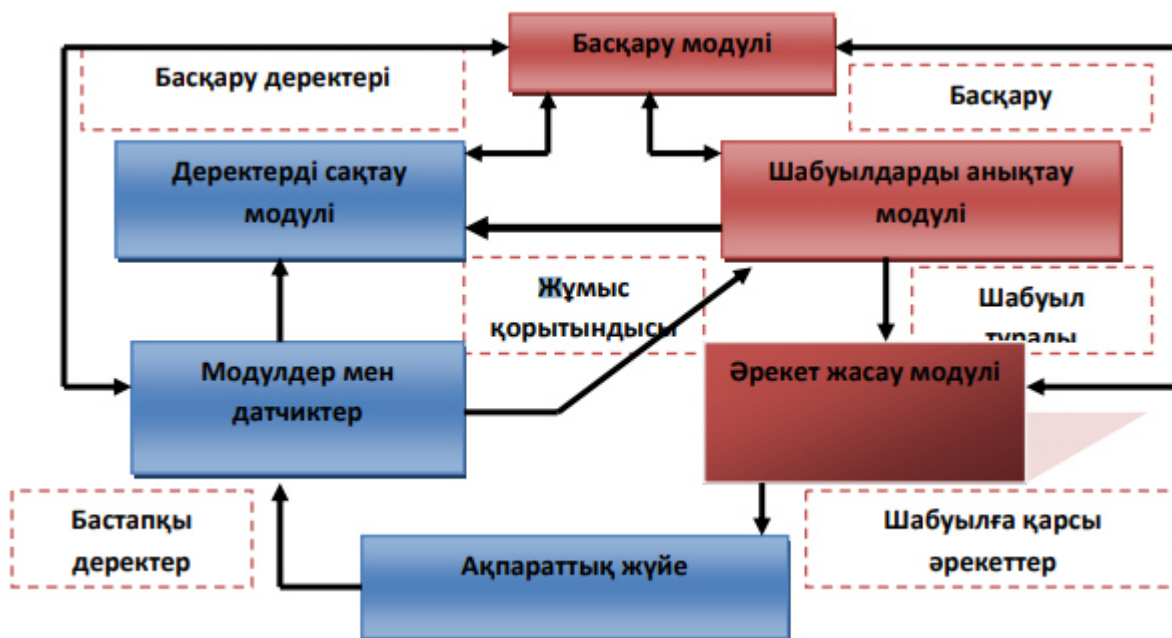 Басқару модулі
Басқару деректері
Басқару
Деректерді сақтау
модулі
Шабуылдарды анықтау
модулі
Жұмыс
қорытындысы
Шабуыл
туралы
Модулдер мен
датчиктер
Әрекет жасау модулі
Бастапқы
деректер
Шабуылға қарсы
әрекеттер
Ақпараттық жүйе